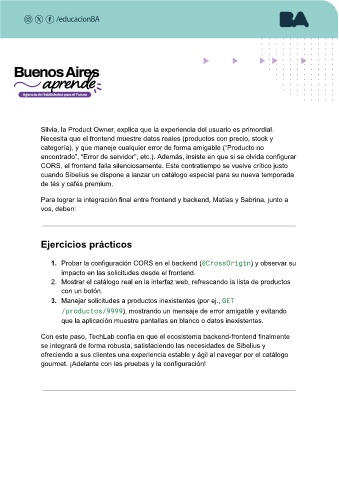 /educacionBA
BA
Buenos Aires
aprende
Agencia de Habilidades para el Futuro
Silvia, la Product Owner, explica que la experiencia del usuario es primordial.
Necesita que el frontend muestre datos reales (productos con precio, stock y
categoría), y que maneje cualquier error de forma amigable ("Producto no
encontrado", "Error de servidor", etc.). Además, insiste en que si se olvida configurar
CORS, el frontend falla silenciosamente. Este contratiempo se vuelve crítico justo
cuando Sibelius se dispone a lanzar un catálogo especial para su nueva temporada
de tés y cafés premium.
Para lograr la integración final entre frontend y backend, Matías y Sabrina, junto a
vos, deben:
Ejercicios prácticos
1. Probar la configuración CORS en el backend (@CrossOrigin) y observar su
impacto en las solicitudes desde el frontend.
2. Mostrar el catálogo real en la interfaz web, refrescando la lista de productos
con un botón.
3. Manejar solicitudes a productos inexistentes (por ej., GET
/productos/9999), mostrando un mensaje de error amigable y evitando
que la aplicación muestre pantallas en blanco o datos inexistentes.
Con este paso, TechLab confía en que el ecosistema backend-frontend finalmente
se integrará de forma robusta, satisfaciendo las necesidades de Sibelius y
ofreciendo a sus clientes una experiencia estable y ágil al navegar por el catálogo
gourmet. ¡Adelante con las pruebas y la configuración!